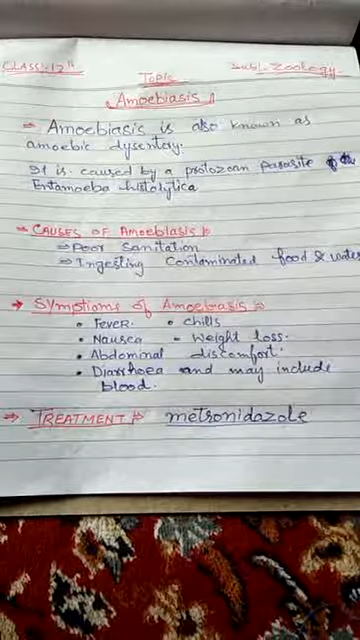 CLASS:12th Sub:- Zoology
Topic
Amoebiasis
→ Amoebiasis is also known as
amoebic dysentry.
It is caused by a protozoan parasite
Entamoeba histolytica
→ CAUSES OF Amoebiasis
⇒ Poor Sanitation
⇒ Ingesting Contaminated food & water
→ Symptoms of Amoebiasis
• Fever. • Chills
• Nausea • Weight loss.
• Abdominal discomfort.
• Diarrhoea and may include
blood.
⇒ TREATMENT metronidazole